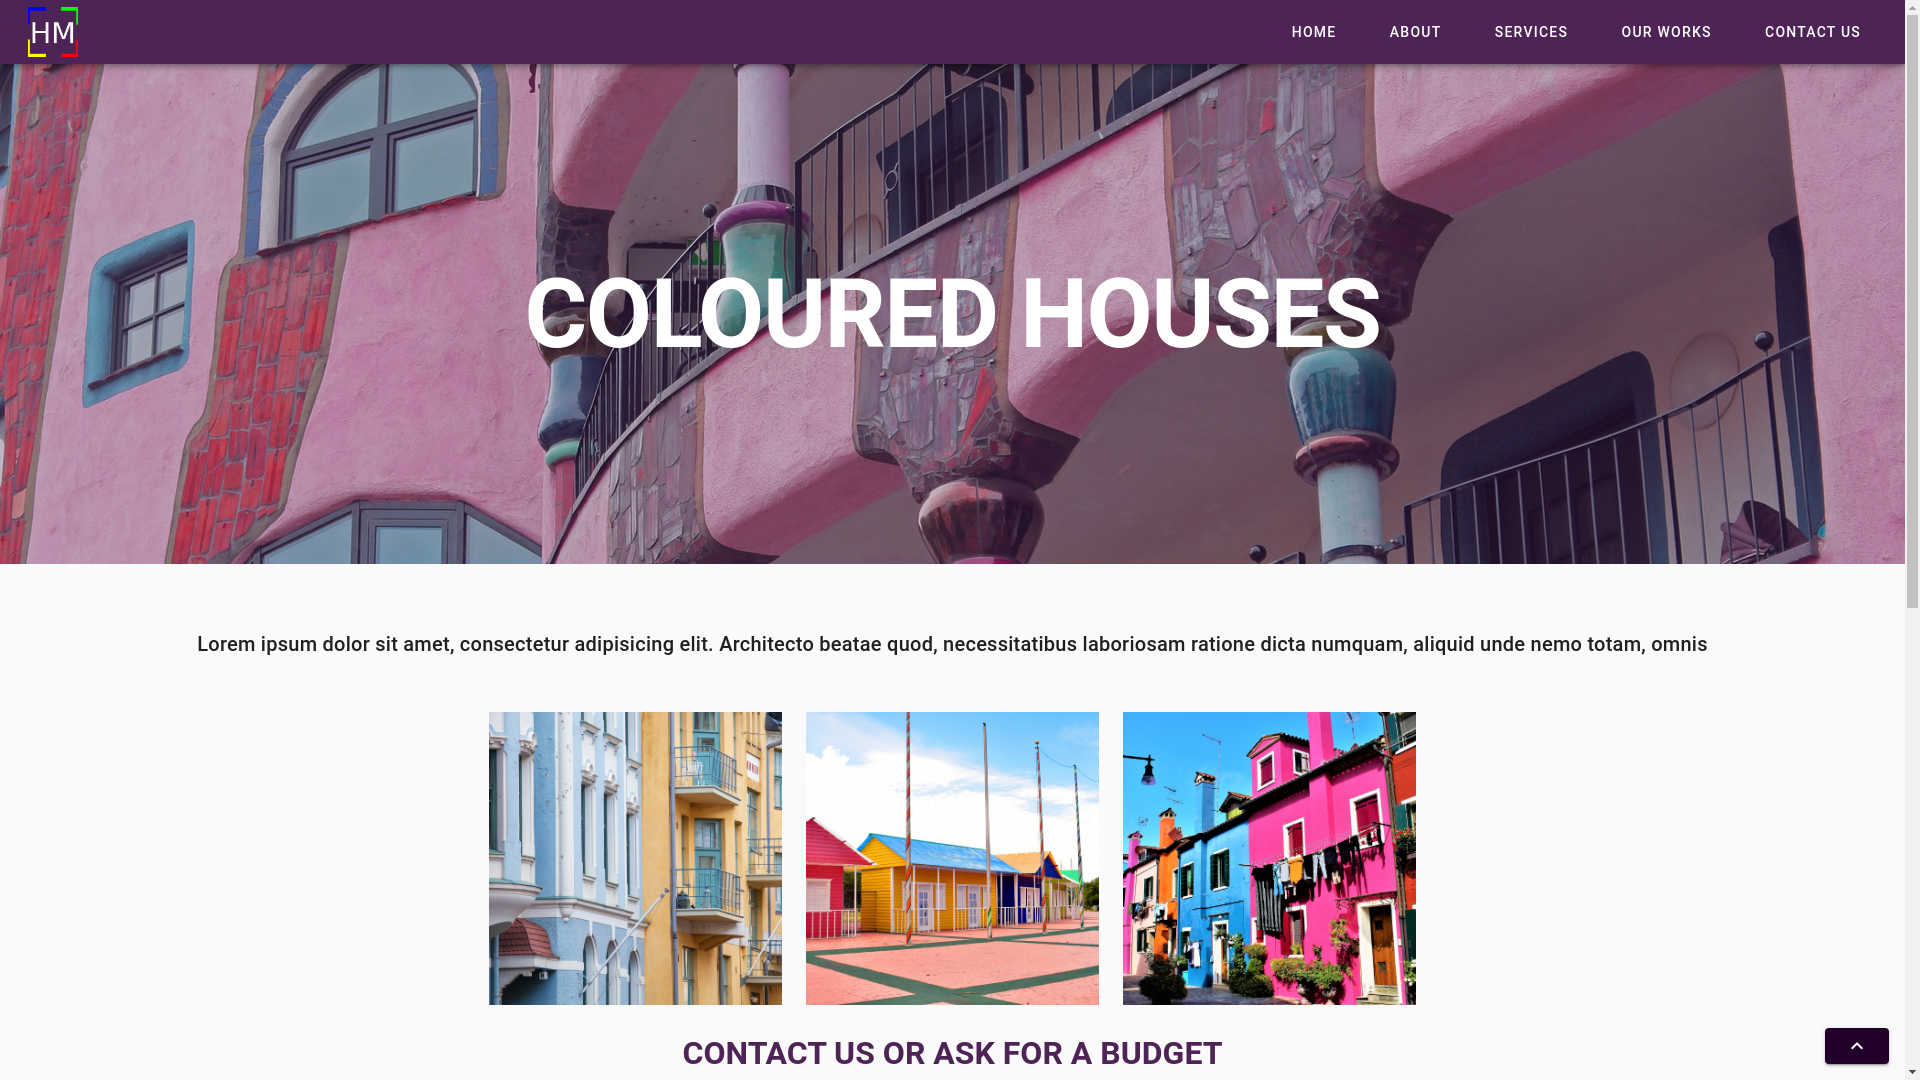 HM
HOME
ABOUT
SERVICES
OUR WORKS
CONTACT US
COLOURED HOUSES
Lorem ipsum dolor sit amet, consectetur adipisicing elit. Architecto beatae quod, necessitatibus laboriosam ratione dicta numquam, aliquid unde nemo totam, omnis
CONTACT US OR ASK FOR A BUDGET